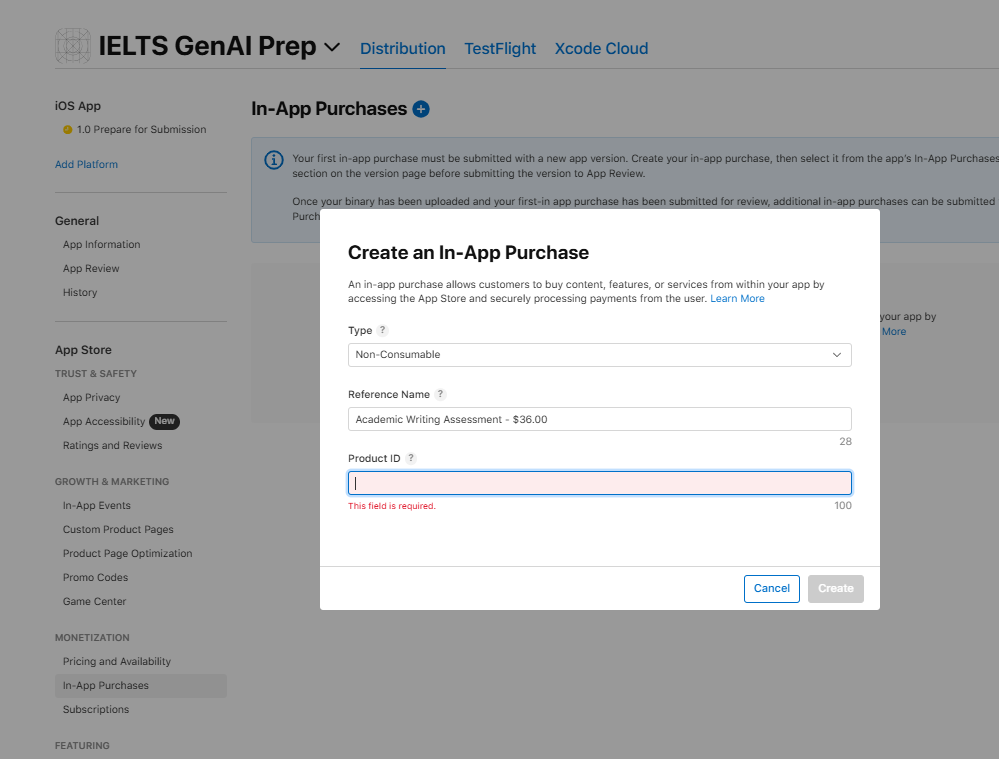 IELTS GenAI Prep
Distribution
TestFlight
Xcode Cloud
iOS App
1.0 Prepare for Submission
Add Platform
General
App Information
App Review
History
App Store
TRUST & SAFETY
App Privacy
App Accessibility New
Ratings and Reviews
GROWTH & MARKETING
In-App Events
Custom Product Pages
Product Page Optimization
Promo Codes
Game Center
MONETIZATION
Pricing and Availability
In-App Purchases
Subscriptions
FEATURING
In-App Purchases
Your first in-app purchase must be submitted with a new app version. Create your in-app purchase, then select it from the app's In-App Purchases
section on the version page before submitting the version to App Review.
Once your binary has been uploaded and your first-in app purchase has been submitted for review, additional in-app purchases can be submitted
Purch
your app by
More
Create an In-App Purchase
An in-app purchase allows customers to buy content, features, or services from within your app by
accessing the App Store and securely processing payments from the user. Learn More
Type ?
Non-Consumable
Reference Name ?
Academic Writing Assessment - $36.00
28
Product ID ?
This field is required.
100
Cancel
Create